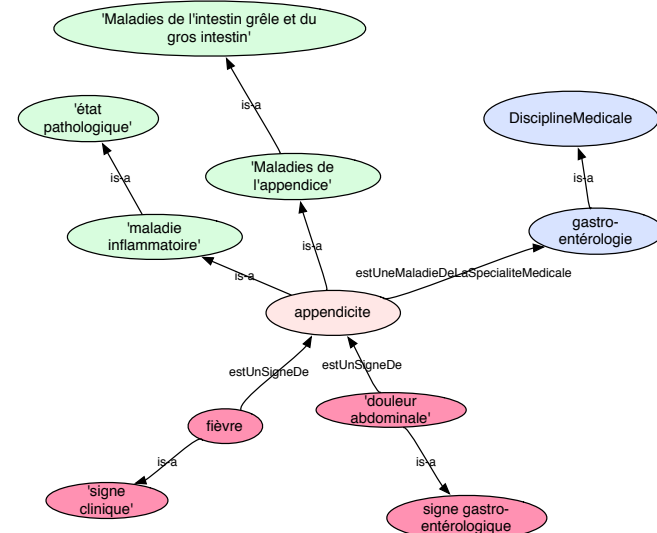 'Maladies de l'intestin grêle et du
gros intestin'
is-a
'état
pathologique'
DisciplineMedicale
is-a
'Maladies de
l'appendice'
is-a
'maladie
inflammatoire'
is-a
gastro-
entérologie
is-a
estUneMaladieDeLaSpecialiteMedicale
appendicite
estUnSigneDe
estUnSigneDe
fièvre
'douleur
abdominale'
is-a
is-a
'signe
clinique'
signe gastro-
entérologique